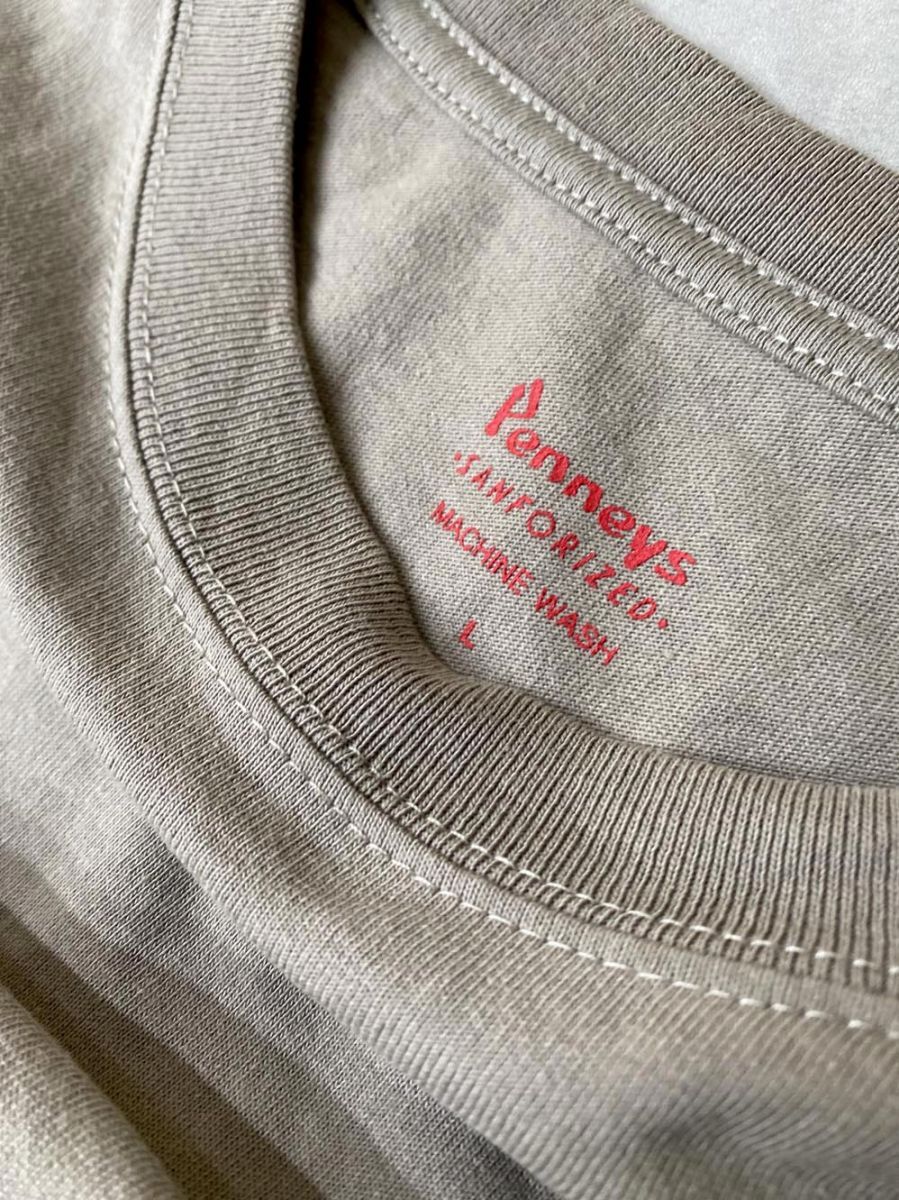 Penneys
·SANFORIZED·
MACHINE WASH
L